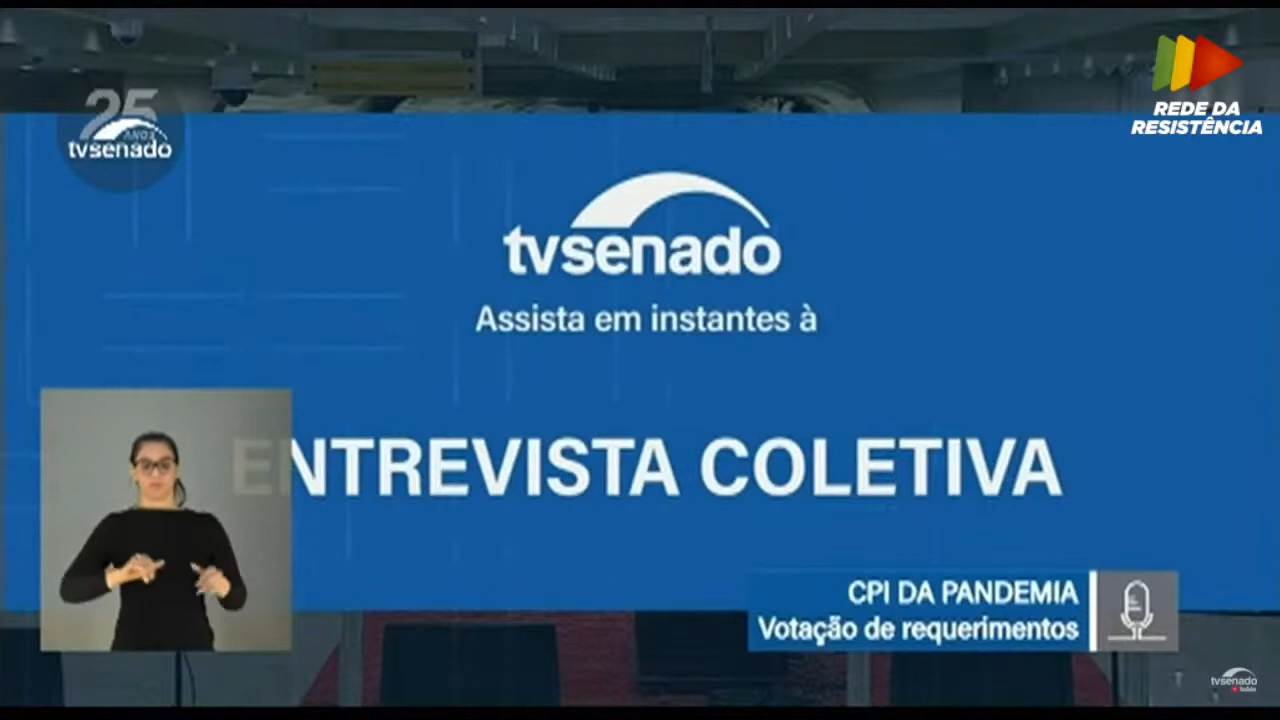 REDE DA
RESISTÊNCIA
25
ANOS
tvsenado
tvsenado
Assista em instantes à
ENTREVISTA COLETIVA
CPI DA PANDEMIA
Votação de requerimentos
tvsenado